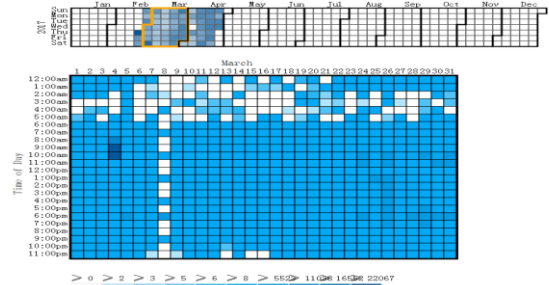 Jan Feb Mar Apr May Jun Jul Aug Sep Oct Nov Dec
2017
Sun
Mon
Tue
Wed
Thu
Fri
Sat
March
1 2 3 4 5 6 7 8 9 10 11 12 13 14 15 16 17 18 19 20 21 22 23 24 25 26 27 28 29 30 31
Time of Day
12:00am
1:00am
2:00am
3:00am
4:00am
5:00am
6:00am
7:00am
8:00am
9:00am
10:00am
11:00am
12:00pm
1:00pm
2:00pm
3:00pm
4:00pm
5:00pm
6:00pm
7:00pm
8:00pm
9:00pm
10:00pm
11:00pm
≥ 0 ≥ 2 ≥ 3 ≥ 5 ≥ 6 ≥ 8 ≥ ≥ ≥ 22067